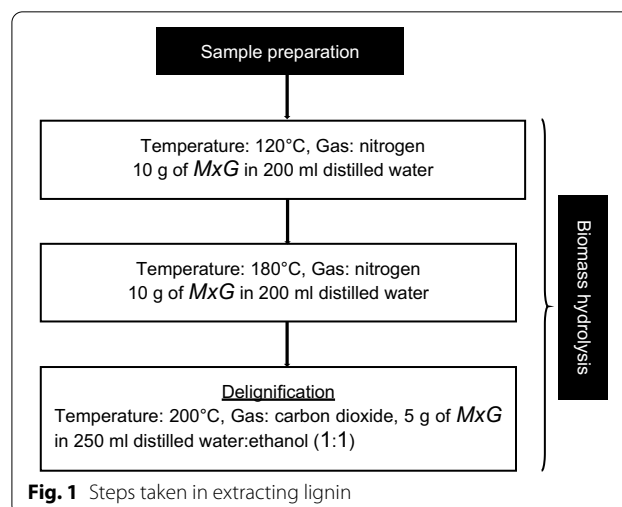 Sample preparation
Temperature: 120°C, Gas: nitrogen
10 g of MxG in 200 ml distilled water
Temperature: 180°C, Gas: nitrogen
10 g of MxG in 200 ml distilled water
Delignification
Temperature: 200°C, Gas: carbon dioxide, 5 g of MxG
in 250 ml distilled water:ethanol (1:1)
Biomass hydrolysis
Fig. 1 Steps taken in extracting lignin